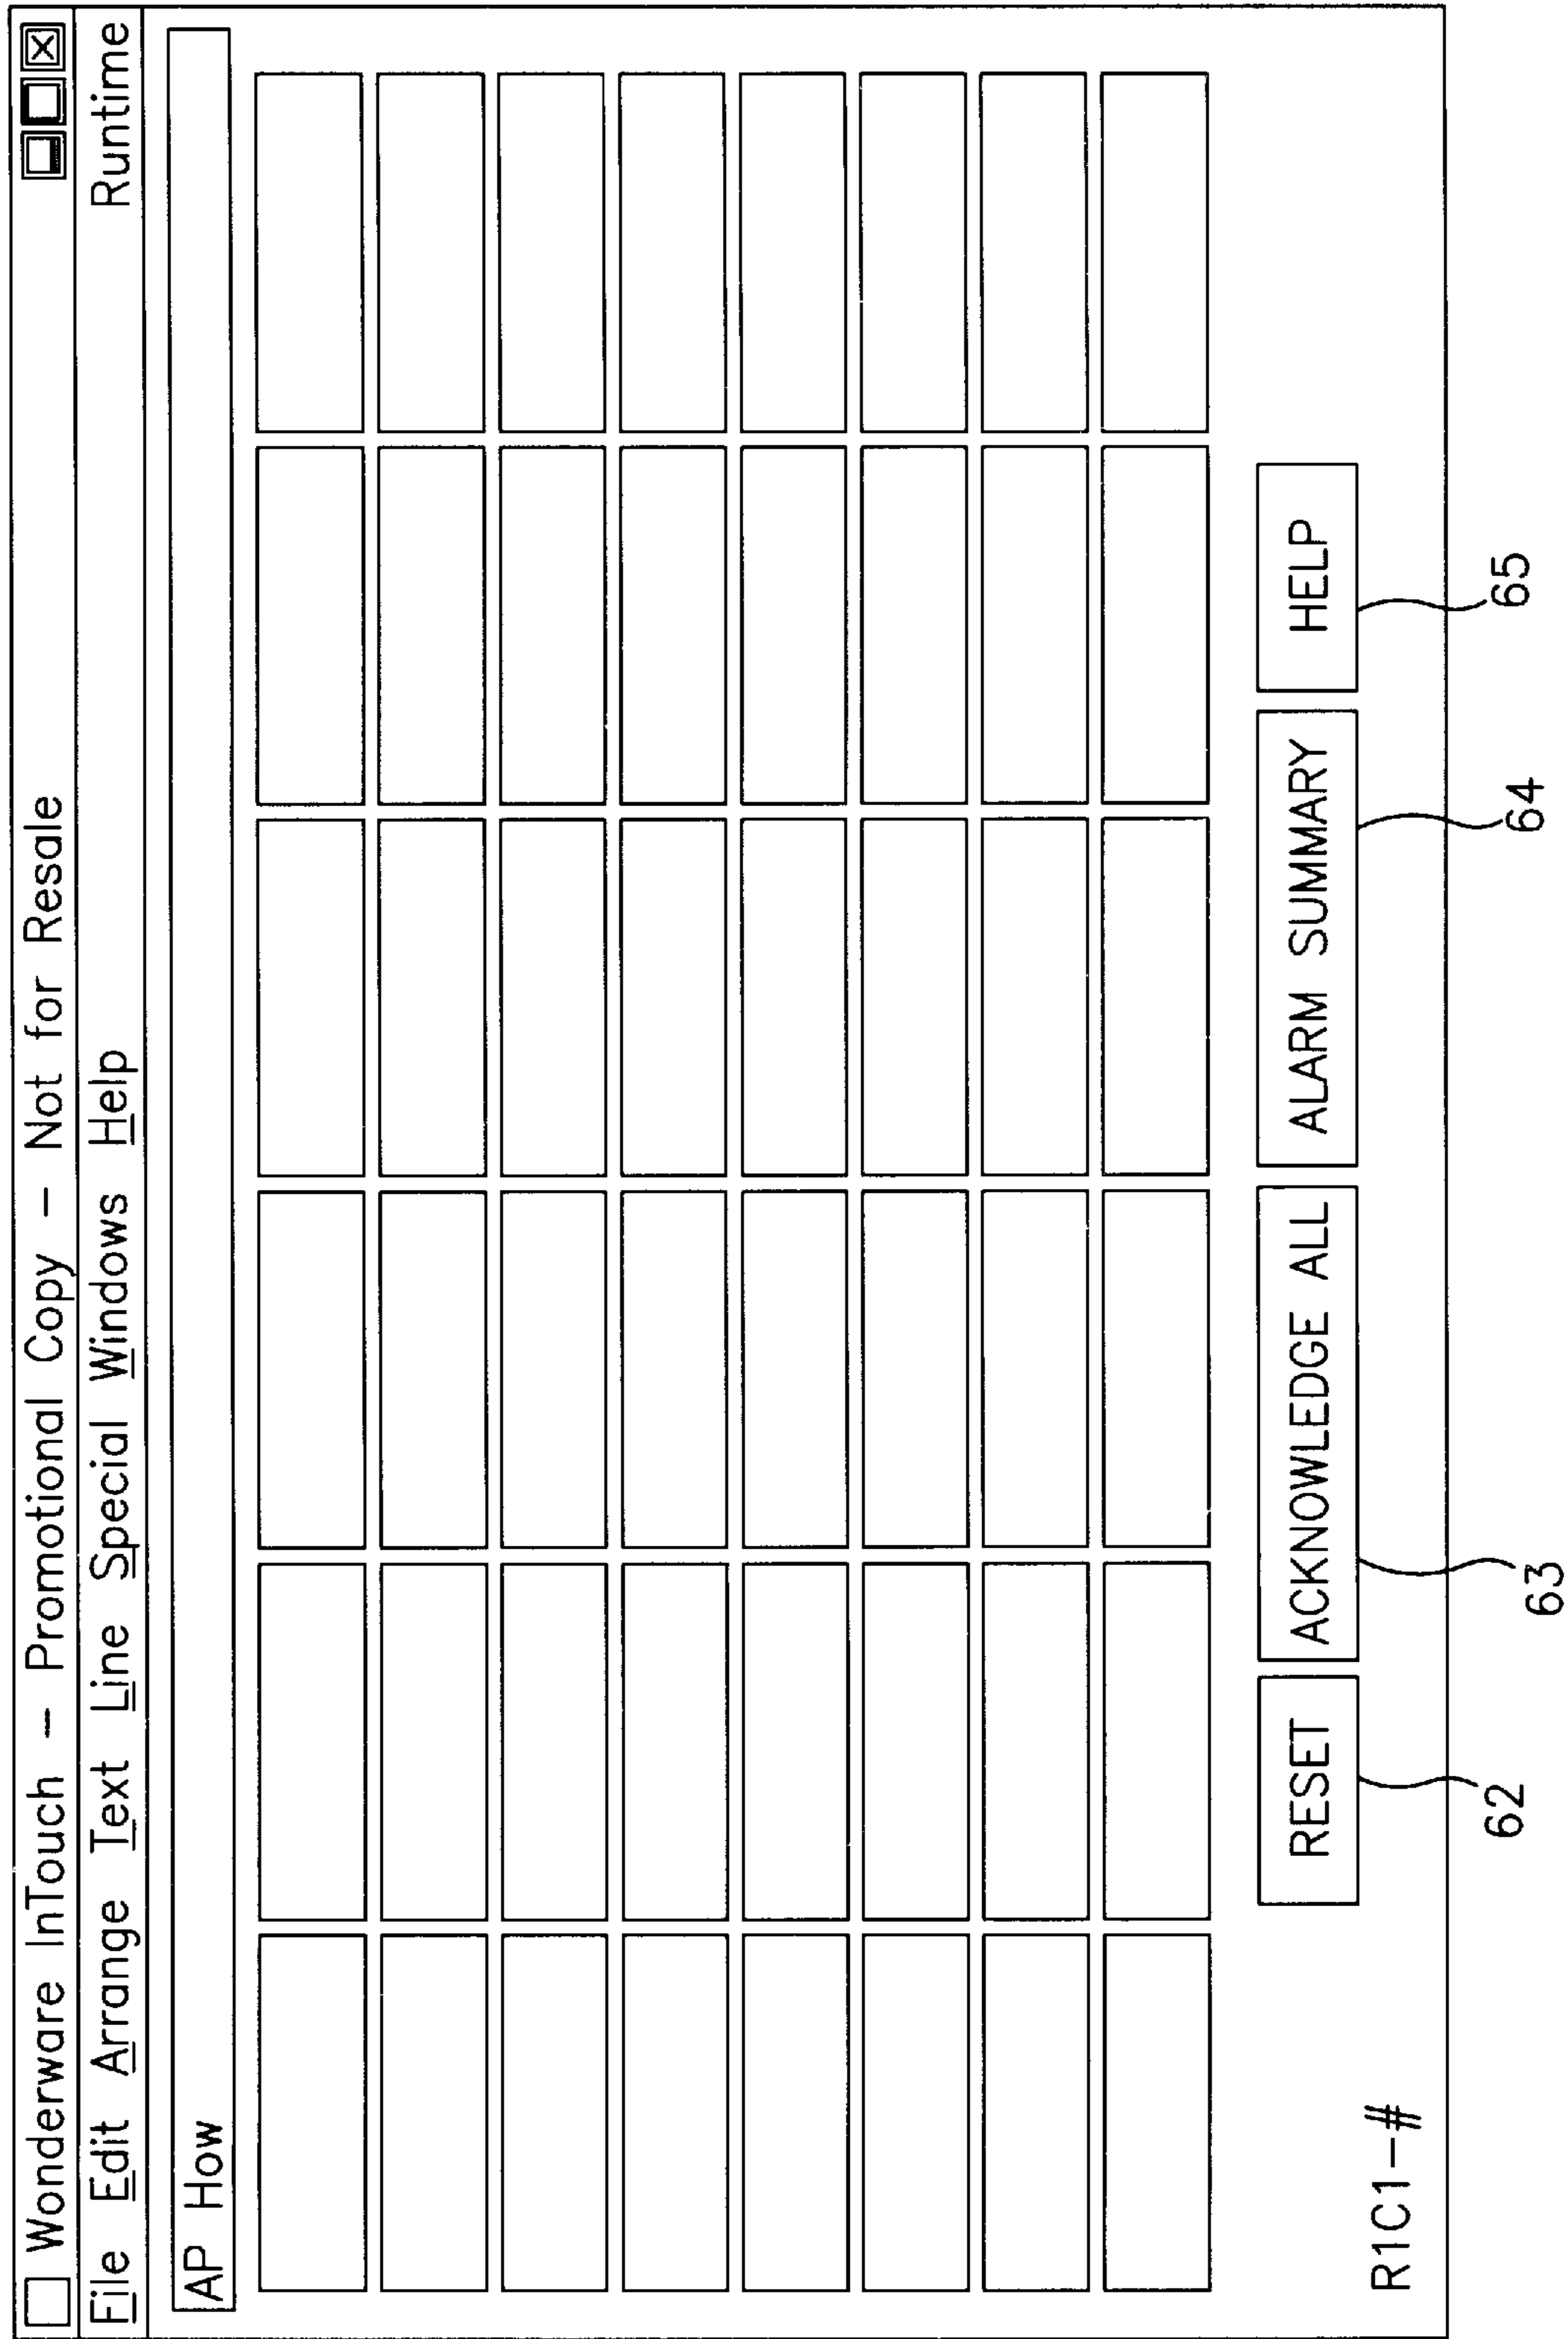 Wonderware InTouch – Promotional Copy – Not for Resale
File Edit Arrange Text Line Special Windows Help Runtime
AP How
RESET ACKNOWLEDGE ALL ALARM SUMMARY HELP
R1C1–#
62 63 64 65